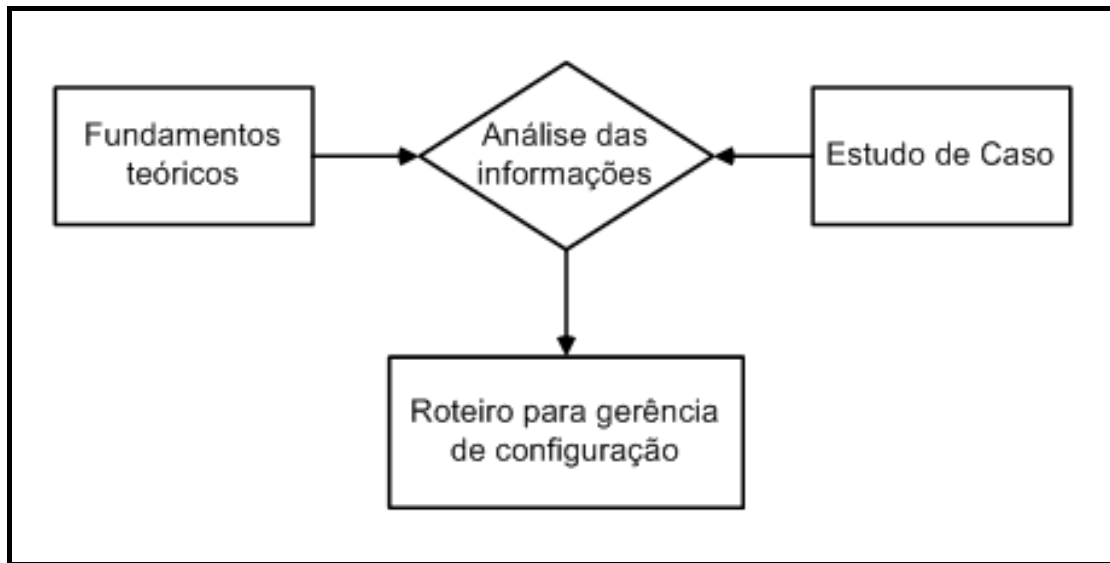 Fundamentos
teóricos
Análise das
informações
Estudo de Caso
Roteiro para gerência
de configuração